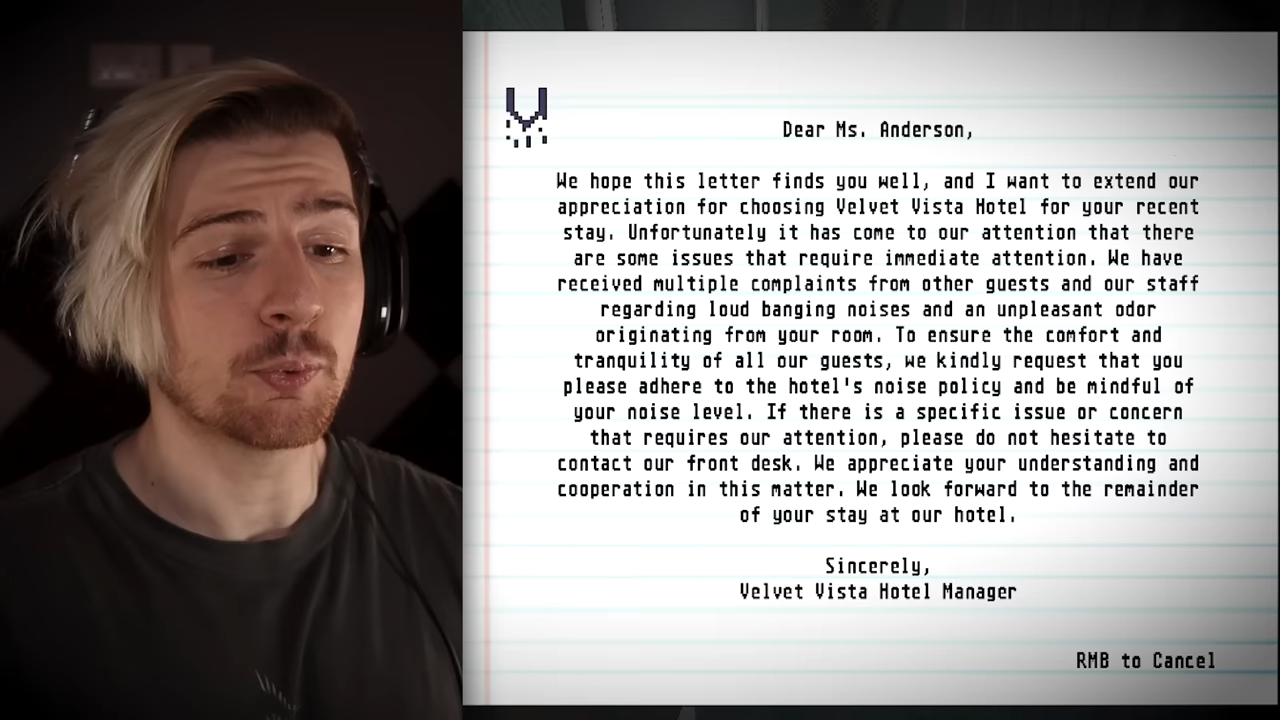 Dear Ms. Anderson,
We hope this letter finds you well, and I want to extend our
appreciation for choosing Velvet Vista Hotel for your recent
stay. Unfortunately it has come to our attention that there
are some issues that require immediate attention. We have
received multiple complaints from other guests and our staff
regarding loud banging noises and an unpleasant odor
originating from your room. To ensure the comfort and
tranquility of all our guests, we kindly request that you
please adhere to the hotel's noise policy and be mindful of
your noise level. If there is a specific issue or concern
that requires our attention, please do not hesitate to
contact our front desk. We appreciate your understanding and
cooperation in this matter. We look forward to the remainder
of your stay at our hotel.
Sincerely,
Velvet Vista Hotel Manager
RMB to Cancel